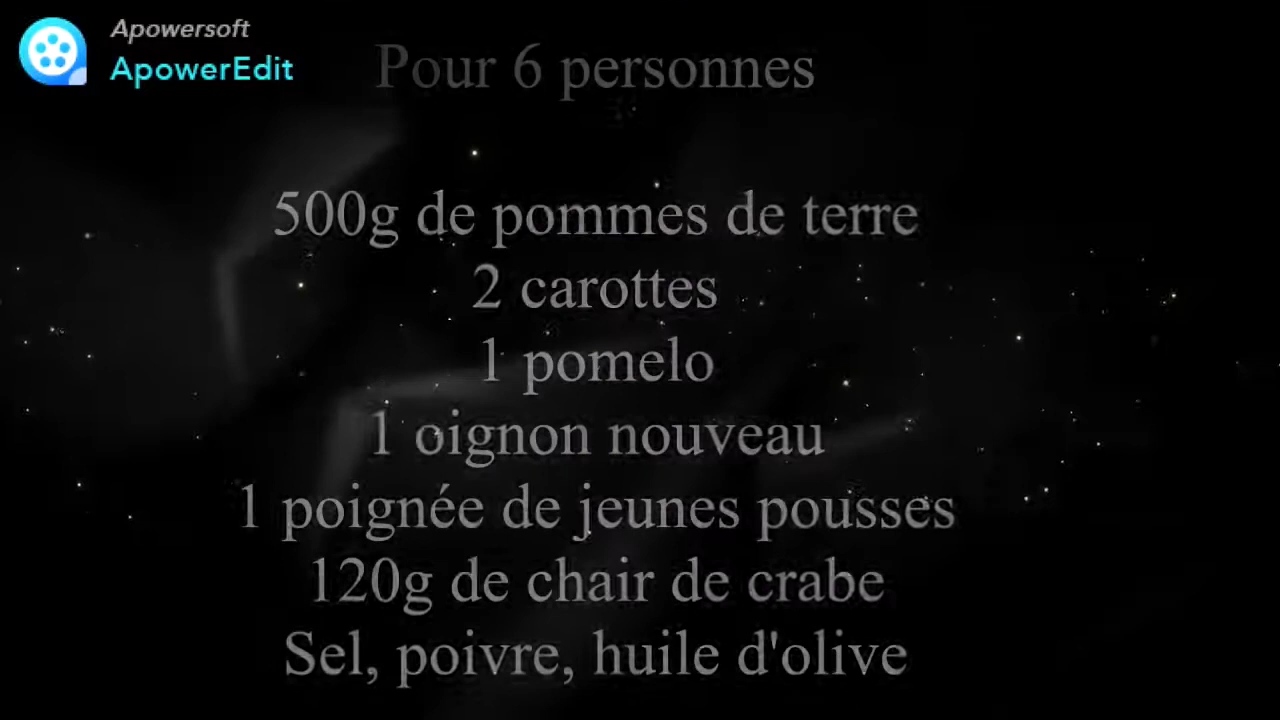 Apowersoft
ApowerEdit
Pour 6 personnes
500g de pommes de terre
2 carottes
1 pomelo
1 oignon nouveau
1 poignée de jeunes pousses
120g de chair de crabe
Sel, poivre, huile d'olive